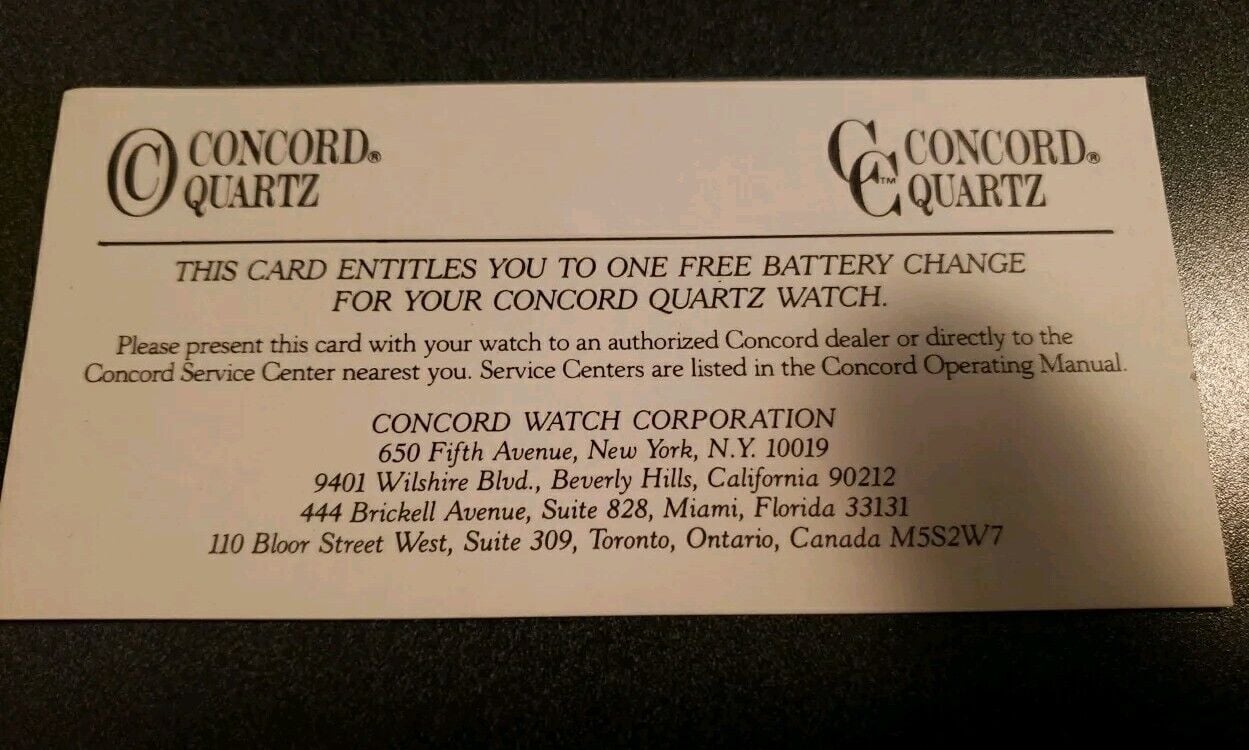 © CONCORD® CC™ CONCORD®
QUARTZ QUARTZ
THIS CARD ENTITLES YOU TO ONE FREE BATTERY CHANGE
FOR YOUR CONCORD QUARTZ WATCH.
Please present this card with your watch to an authorized Concord dealer or directly to the
Concord Service Center nearest you. Service Centers are listed in the Concord Operating Manual.
CONCORD WATCH CORPORATION
650 Fifth Avenue, New York, N.Y. 10019
9401 Wilshire Blvd., Beverly Hills, California 90212
444 Brickell Avenue, Suite 828, Miami, Florida 33131
110 Bloor Street West, Suite 309, Toronto, Ontario, Canada M5S2W7